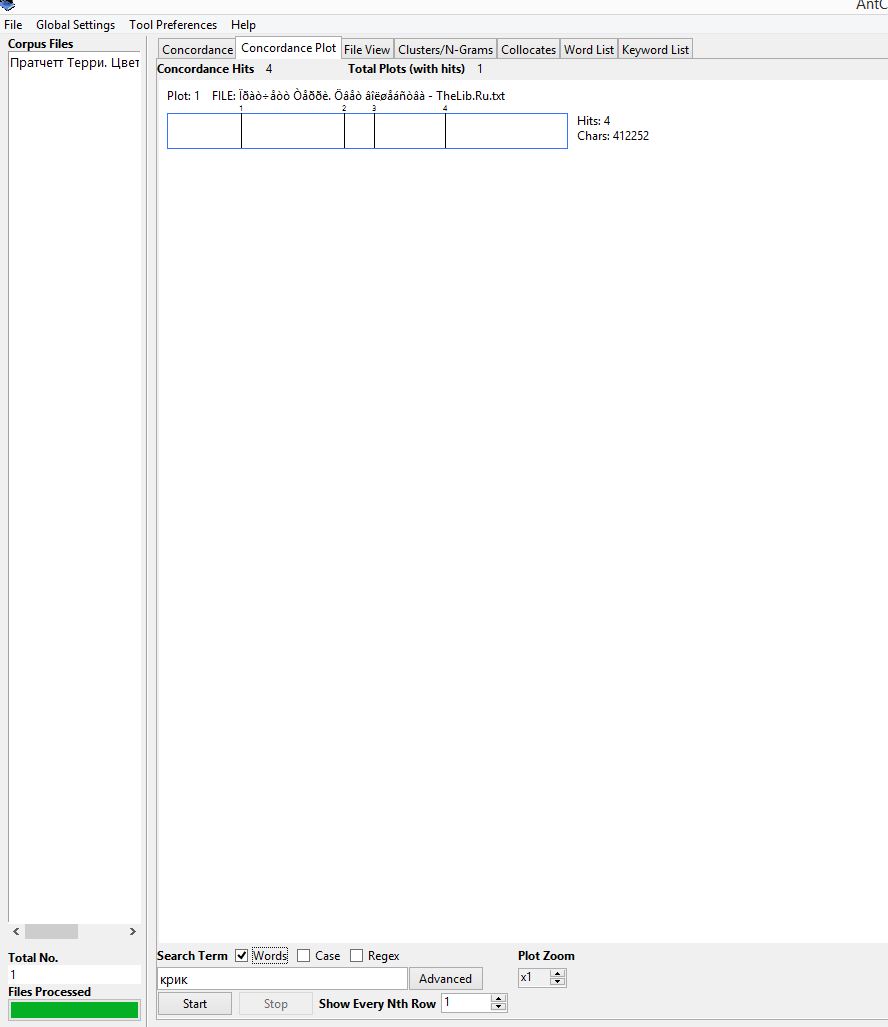 AntC
File Global Settings Tool Preferences Help
Corpus Files
Пратчетт Терри. Цвет
Concordance Concordance Plot File View Clusters/N-Grams Collocates Word List Keyword List
Concordance Hits 4 Total Plots (with hits) 1
Plot: 1 FILE: Ïðàò÷åòò Òåððè. Öâåò âîëøåáñòâà - TheLib.Ru.txt
1 2 3 4
Hits: 4
Chars: 412252
Total No.
1
Files Processed
Search Term Words Case Regex Plot Zoom
крик Advanced x1
Start Stop Show Every Nth Row 1